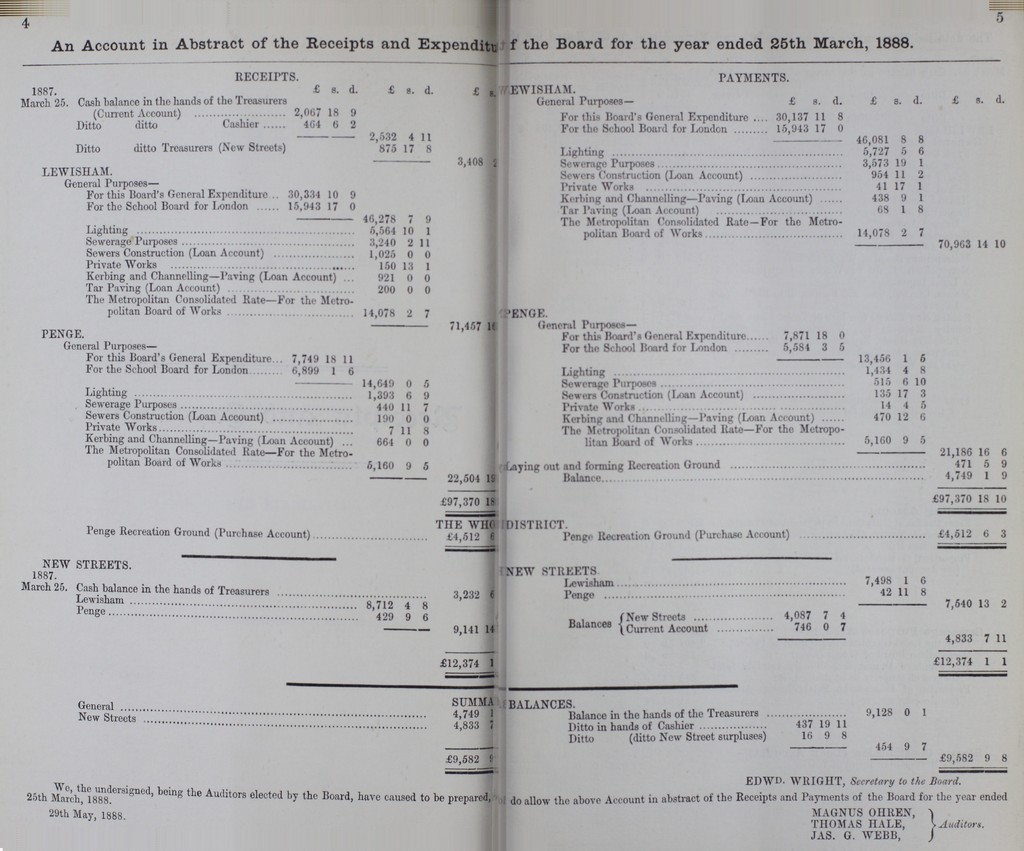 4
An Account in Abstract of the Receipts and Expenditu
RECEIPTS.
£ s. d. £ s. d. £ s.
1887.
March 25. Cash balance in the hands of the Treasurers
(Current Account) ........ 2,067 18 9
Ditto ditto Cashier ...... 464 6 2
2,532 4 11
Ditto ditto Treasurers (New Streets) 875 17 8
3,408
LEWISHAM.
General Purposes—
For this Board's General Expenditure... 30,334 10 9
For the School Board for London ...... 15,943 17 0
46,278 7 9
Lighting ........ 5,564 10 1
Sewerage Purposes ........ 3,240 2 11
Sewers Construction (Loan Account) ........ 1,025 0 0
Private Works ........ 150 13 1
Kerbing and Channelling—Paving (Loan Account) ... 921 0 0
Tar Paving (Loan Account) ........ 200 0 0
The Metropolitan Consolidated Rate—For the Metro-
politan Board of Works ........ 14,078 2 7
71,457 16
PENGE.
General Purposes—
For this Board's General Expenditure... 7,749 18 11
For the School Board for London........ 6,899 1 6
14,649 0 5
Lighting ........ 1,393 6 9
Sewerage Purposes ........ 440 11 7
Sewers Construction (Loan Account) ........ 190 0 0
Private Works........ 7 11 8
Kerbing and Channelling—Paving (Loan Account) ... 664 0 0
The Metropolitan Consolidated Rate—For the Metro-
politan Board of Works ........ 5,160 9 5
22,504 19
£97,370 18
THE WHO
Penge Recreation Ground (Purchase Account)........ £4,512 6
NEW STREETS.
1887.
March 25. Cash balance in the hands of Treasurers ........ 3,232 6
Lewisham ........ 8,712 4 8
Penge........ 429 9 6
9,141 14
£12,374 1
SUMMA
General ........ 4,749 1
New Streets ........ 4,833 7
£9,582 9
We, the undersigned, being the Auditors elected by the Board, have caused to be prepared,
25th March, 1888.
29th May, 1888.
5
f the Board for the year ended 25th March, 1888.
PAYMENTS.
EWISHAM.
General Purposes— £ s. d. £ s. d. £ s. d.
For this Board's General Expenditure .... 30,137 11 8
For the School Board for London ........ 15,943 17 0
46,081 8 8
Lighting ........ 5,727 5 6
Sewerage Purposes........ 3,573 19 1
Sewers Construction (Loan Account) ........ 954 11 2
Private Works ........ 41 17 1
Kerbing and Channelling—Paving (Loan Account) ...... 438 9 1
Tar Paving (Loan Account) ........ 68 1 8
The Metropolitan Consolidated Rate—For the Metro-
politan Board of Works........ 14,078 2 7
70,963 14 10
PENGE.
General Purposes—
For this Board's General Expenditure...... 7,871 18 0
For the School Board for London ........ 5,584 3 5
13,456 1 5
Lighting ........ 1,434 4 8
Sewerage Purposes ........ 515 6 10
Sewers Construction (Loan Account) ........ 135 17 3
Private Works ........ 14 4 5
Kerbing and Channelling—Paving (Loan Account) ...... 470 12 6
The Metropolitan Consolidated Rate—For the Metropo-
litan Board of Works ........ 5,160 9 5
21,186 16 6
Laying out and forming Recreation Ground ........ 471 5 9
Balance........ 4,749 1 9
£97,370 18 10
DISTRICT.
Penge Recreation Ground (Purchase Account) ........ £4,512 6 3
NEW STREETS.
Lewisham ........ 7,498 1 6
Penge ........ 42 11 8
7,540 13 2
Balances { New Streets ........ 4,087 7 4
Current Account ........ 746 0 7
4,833 7 11
£12,374 1 1
BALANCES.
Balance in the hands of the Treasurers ........ 9,128 0 1
Ditto in hands of Cashier ........ 437 19 11
Ditto (ditto New Street surpluses) 16 9 8
454 9 7
£9,582 9 8
EDWD. WRIGHT, Secretary to the Board.
do allow the above Account in abstract of the Receipts and Payments of the Board for the year ended
MAGNUS OHREN,
THOMAS HALE, } Auditors.
JAS. G. WEBB,